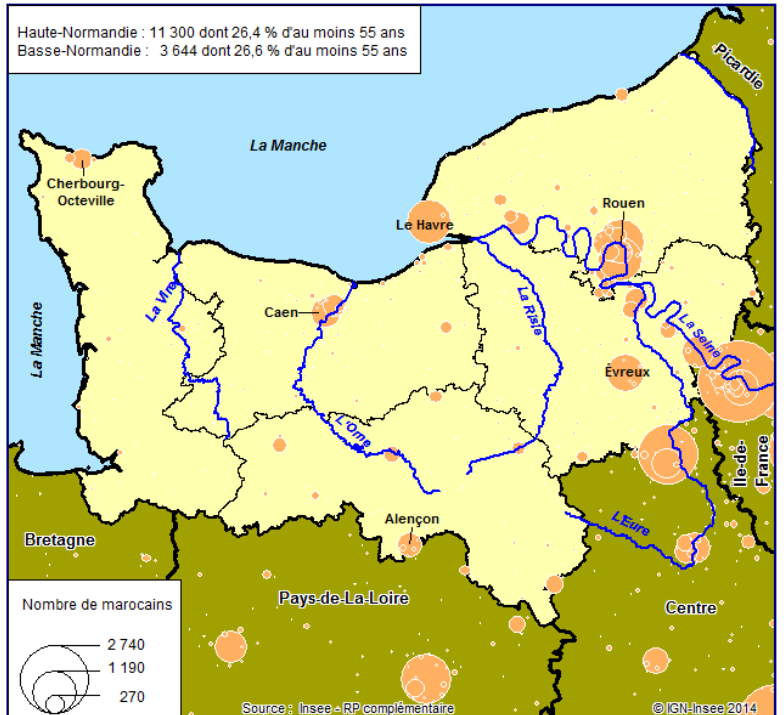 Haute-Normandie : 11 300 dont 26,4 % d'au moins 55 ans
Basse-Normandie :   3 644 dont 26,6 % d'au moins 55 ans
Picardie
La Manche
Cherbourg-
Octeville
Rouen
Le Havre
La Vire
La Risle
Caen
La Manche
La Seine
Évreux
L'Orne
Ile-de-
France
L'Eure
Alençon
Bretagne
Pays-de-La-Loire
Centre
Nombre de marocains
2 740
1 190
270
Source : Insee - RP complémentaire
© IGN-Insee 2014